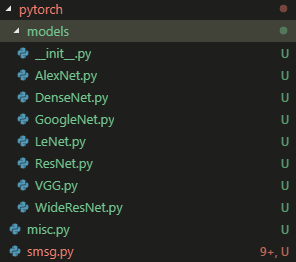 pytorch
models
__init__.py U
AlexNet.py U
DenseNet.py U
GoogleNet.py U
LeNet.py U
ResNet.py U
VGG.py U
WideResNet.py U
misc.py U
smsg.py 9+, U